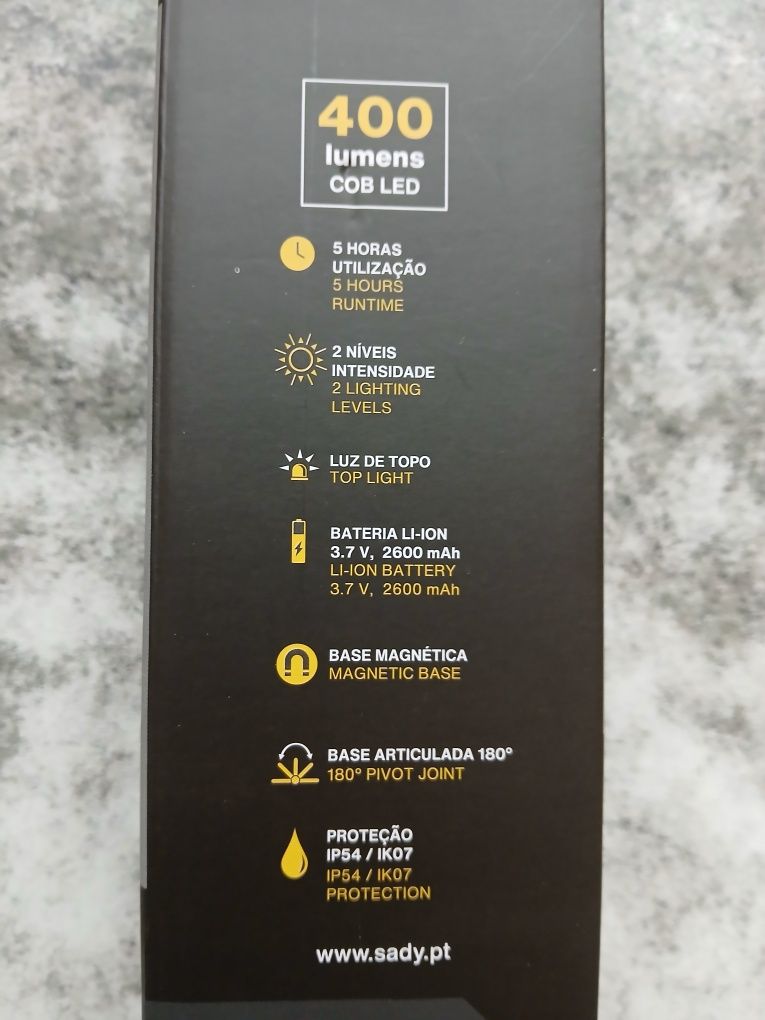 400
lumens
COB LED
5 HORAS
UTILIZAÇÃO
5 HOURS
RUNTIME
2 NÍVEIS
INTENSIDADE
2 LIGHTING
LEVELS
LUZ DE TOPO
TOP LIGHT
BATERIA LI-ION
3.7 V, 2600 mAh
LI-ION BATTERY
3.7 V, 2600 mAh
BASE MAGNÉTICA
MAGNETIC BASE
BASE ARTICULADA 180º
180º PIVOT JOINT
PROTEÇÃO
IP54 / IK07
IP54 / IK07
PROTECTION
www.sady.pt